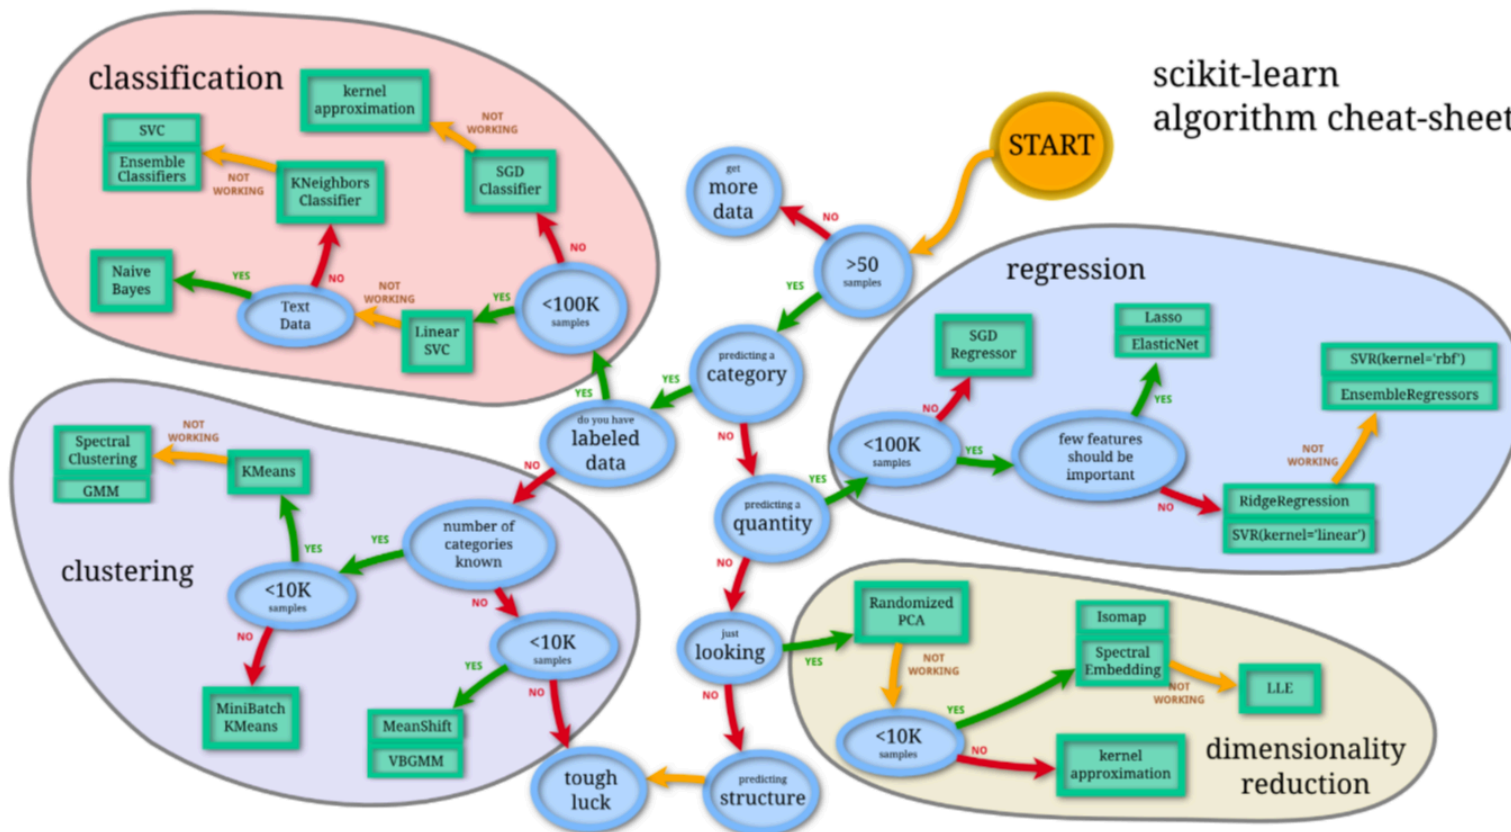 scikit-learn
algorithm cheat-sheet
START
classification
kernel
approximation
NOT
WORKING
SVC
Ensemble
Classifiers
NOT
WORKING
KNeighbors
Classifier
SGD
Classifier
NO
Naive
Bayes
YES
Text
Data
NO
NOT
WORKING
Linear
SVC
YES
<100K
samples
YES
get
more
data
NO
>50
samples
YES
predicting a
category
YES
do you have
labeled
data
NO
NO
predicting a
quantity
YES
NO
just
looking
YES
NO
predicting
structure
tough
luck
regression
SGD
Regressor
NO
<100K
samples
YES
Lasso
ElasticNet
YES
few features
should be
important
NO
SVR(kernel='rbf')
EnsembleRegressors
NOT
WORKING
RidgeRegression
SVR(kernel='linear')
clustering
Spectral
Clustering
GMM
NOT
WORKING
KMeans
YES
<10K
samples
YES
number of
categories
known
NO
NO
MiniBatch
KMeans
<10K
samples
YES
NO
MeanShift
VBGMM
Randomized
PCA
NOT
WORKING
<10K
samples
YES
NO
Isomap
Spectral
Embedding
NOT
WORKING
LLE
kernel
approximation
dimensionality
reduction